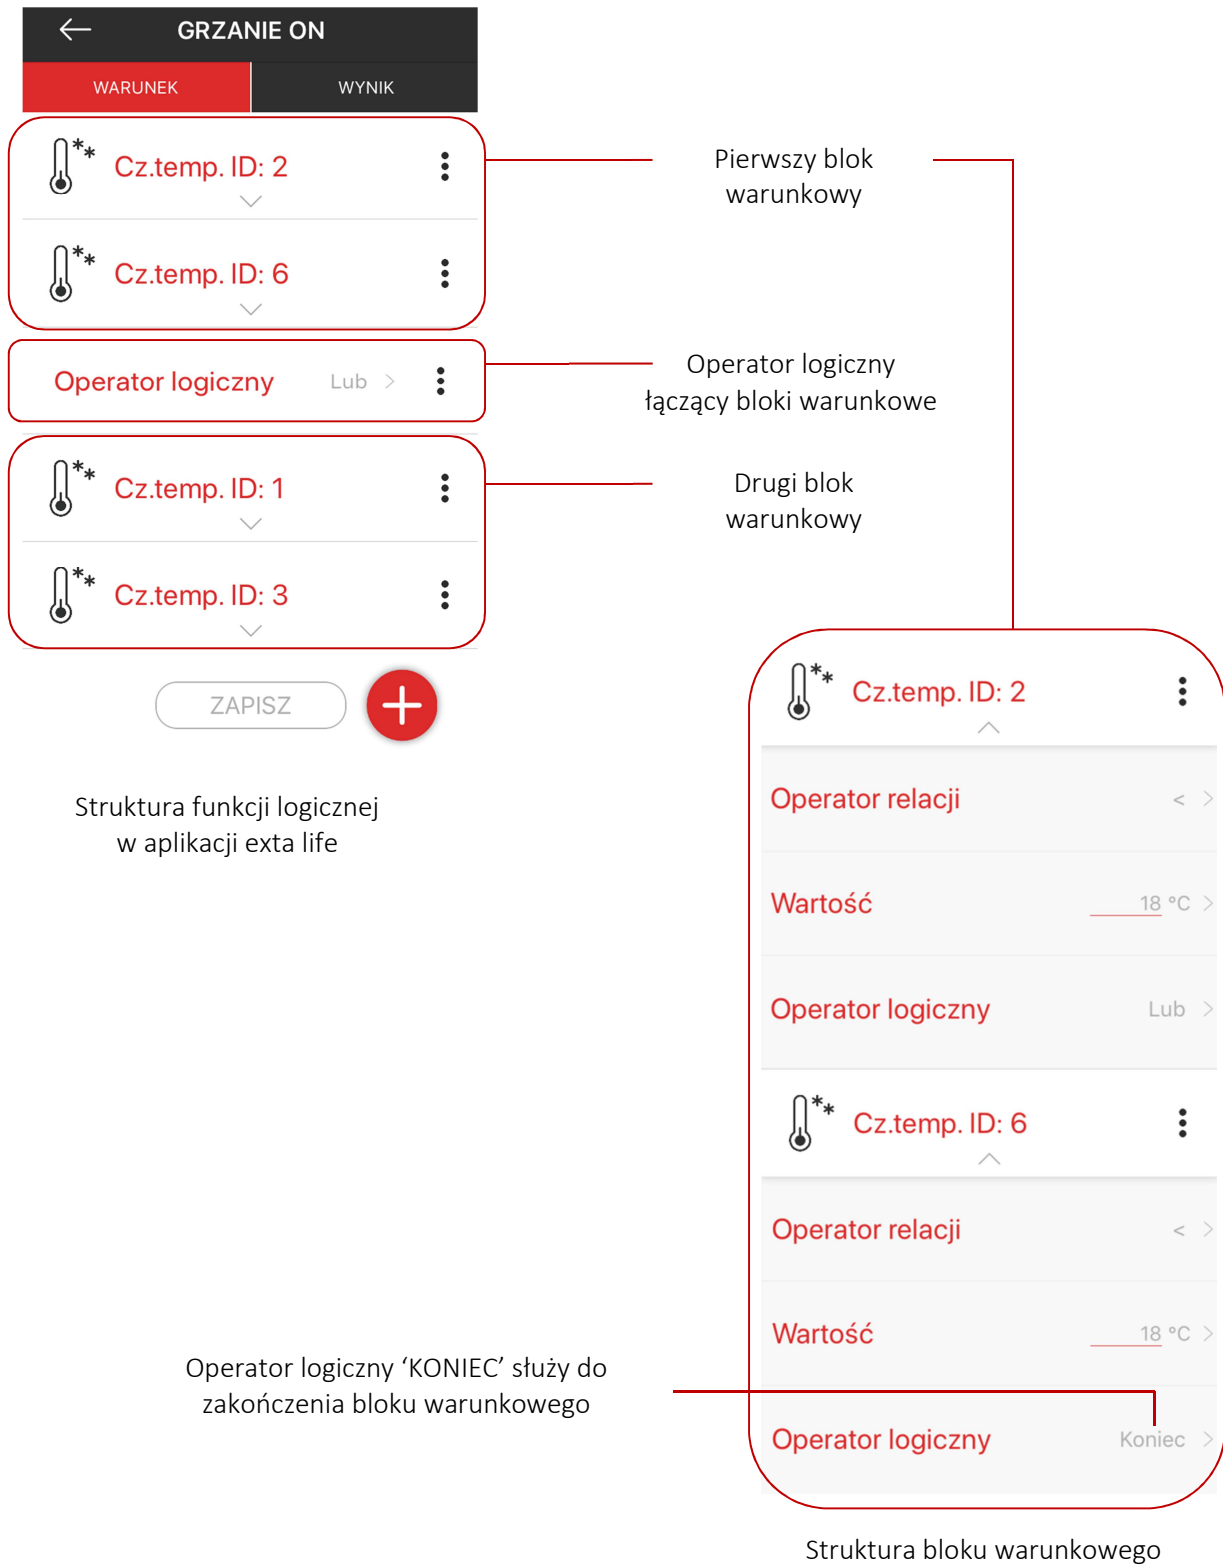 GRZANIE ON
WARUNEK
WYNIK
Cz.temp. ID: 2
Cz.temp. ID: 6
Operator logiczny Lub >
Cz.temp. ID: 1
Cz.temp. ID: 3
ZAPISZ
Struktura funkcji logicznej
w aplikacji exta life
Pierwszy blok
warunkowy
Operator logiczny
łączący bloki warunkowe
Drugi blok
warunkowy
Cz.temp. ID: 2
Operator relacji < >
Wartość 18 °C >
Operator logiczny Lub >
Cz.temp. ID: 6
Operator relacji < >
Wartość 18 °C >
Operator logiczny Koniec >
Operator logiczny ‘KONIEC’ służy do
zakończenia bloku warunkowego
Struktura bloku warunkowego